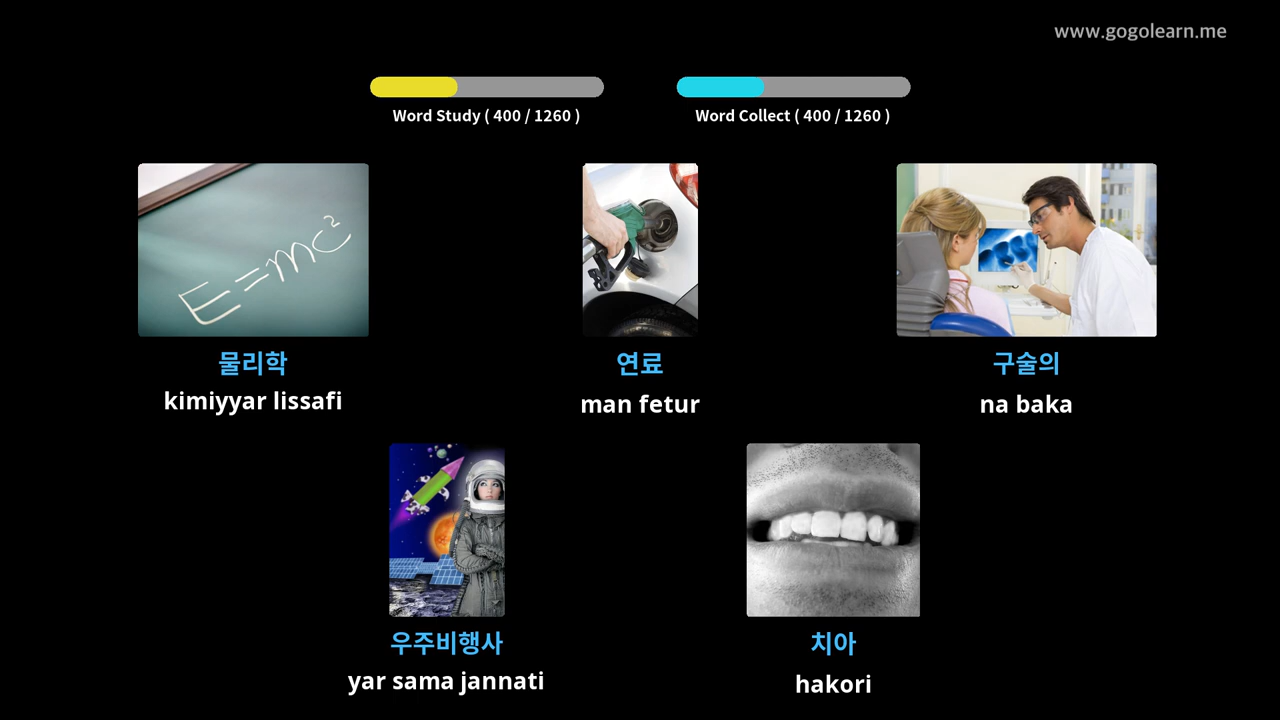 www.gogolearn.me
Word Study ( 400 / 1260 )
Word Collect ( 400 / 1260 )
E=mc²
물리학
kimiyyar lissafi
연료
man fetur
구술의
na baka
우주비행사
yar sama jannati
치아
hakori